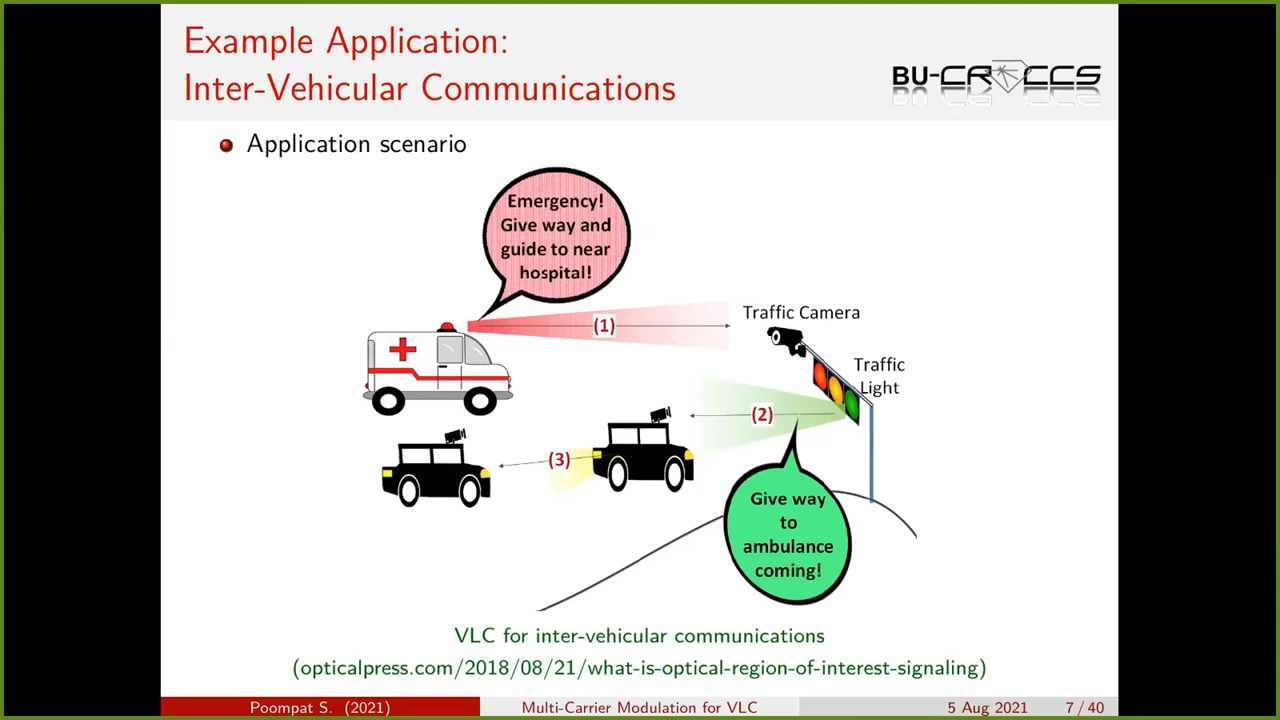 Example Application:
Inter-Vehicular Communications
BU-CROCCS
Application scenario
Emergency!
Give way and
guide to near
hospital!
(1)
Traffic Camera
Traffic
Light
(2)
(3)
Give way
to
ambulance
coming!
VLC for inter-vehicular communications
(opticalpress.com/2018/08/21/what-is-optical-region-of-interest-signaling)
Poompat S. (2021)
Multi-Carrier Modulation for VLC
5 Aug 2021
7 / 40